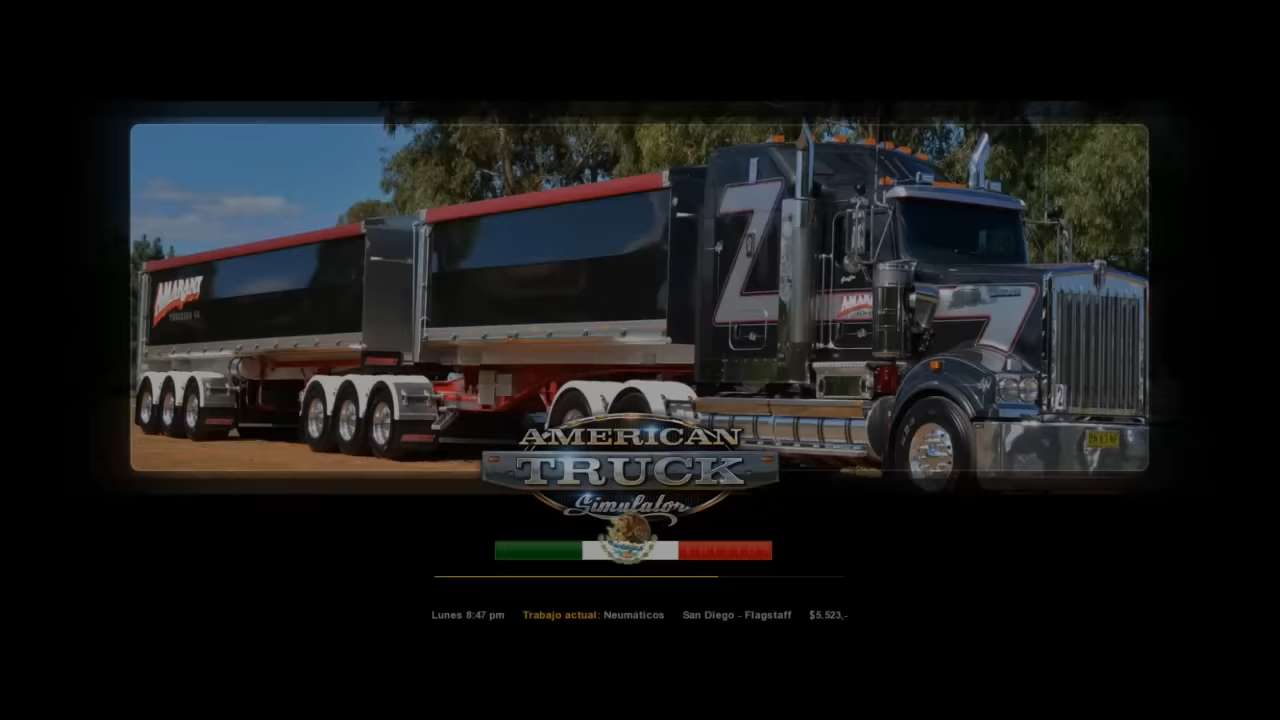 AMARANT
AMERICAN
TRUCK
Simulator
Lunes 8:47 pm Trabajo actual: Neumáticos San Diego - Flagstaff $5.523,-